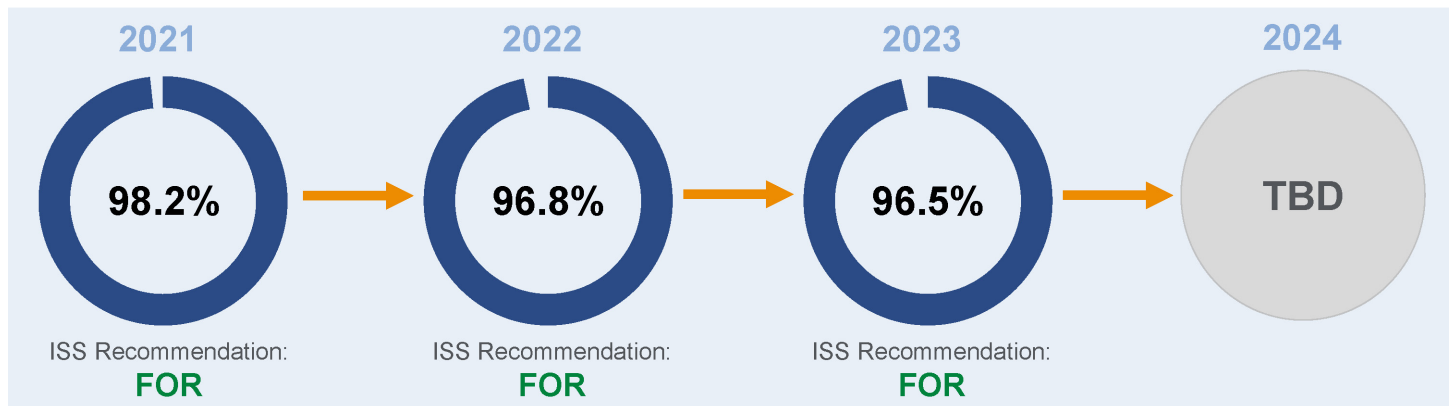 2021
98.2%
ISS Recommendation:
FOR
2022
96.8%
ISS Recommendation:
FOR
2023
96.5%
ISS Recommendation:
FOR
2024
TBD